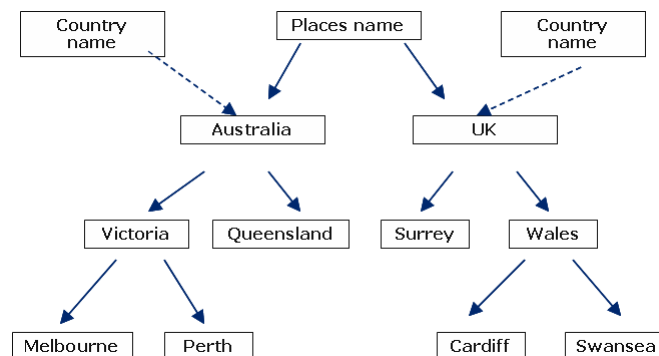 Country
name
Places name
Country
name
Australia
UK
Victoria
Queensland
Surrey
Wales
Melbourne
Perth
Cardiff
Swansea